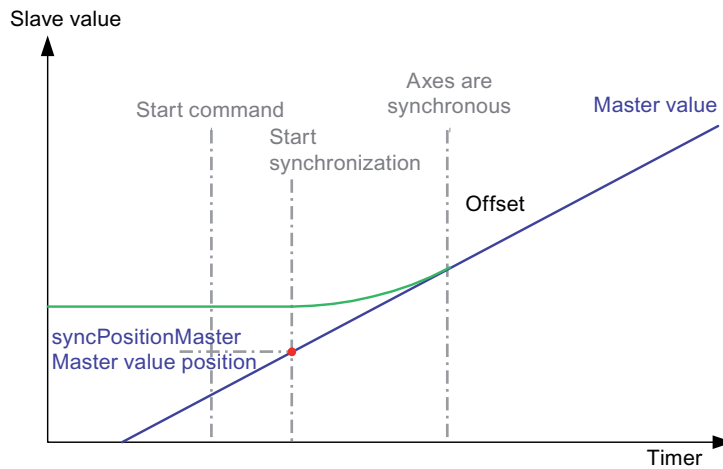 Slave value
Start command
Start
synchronization
Axes are
synchronous
Master value
Offset
syncPositionMaster
Master value position
Timer